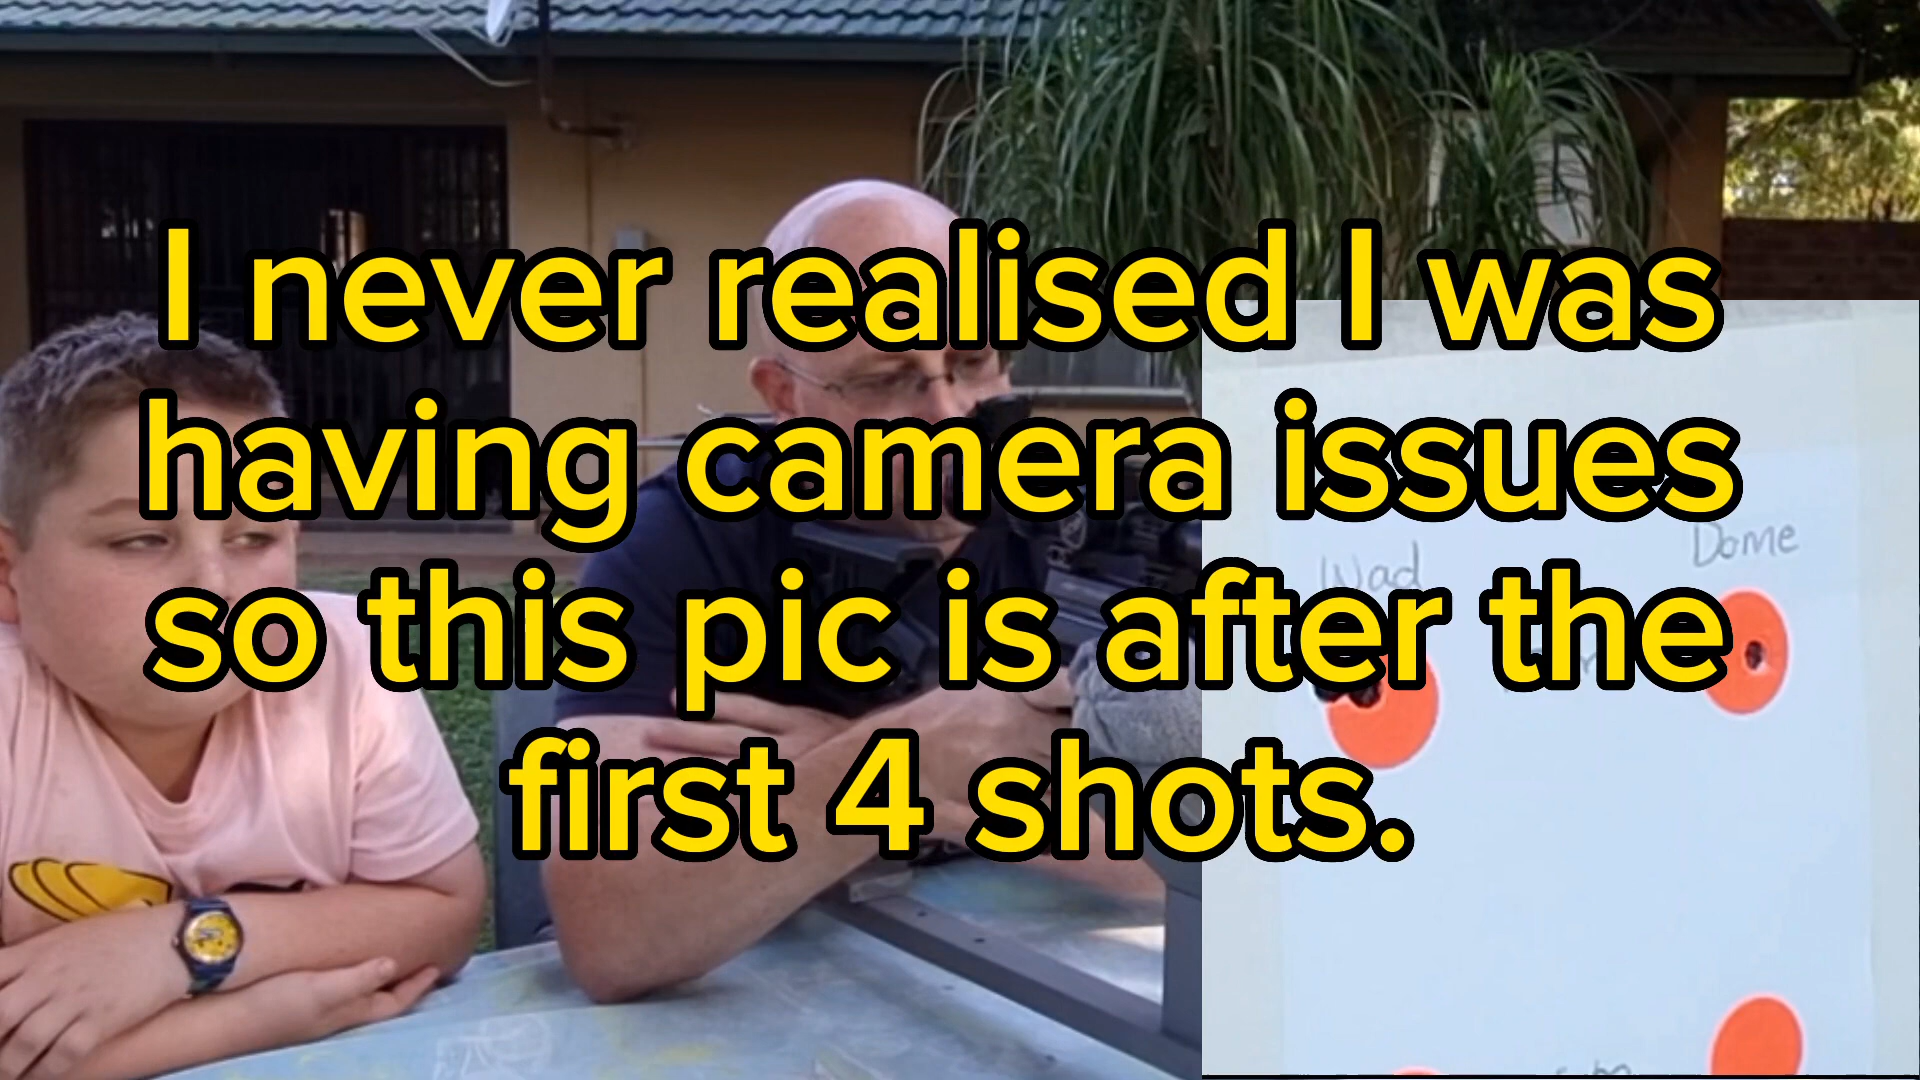 I never realised I was
having camera issues
so this pic is after the
first 4 shots.
Wad
Dome